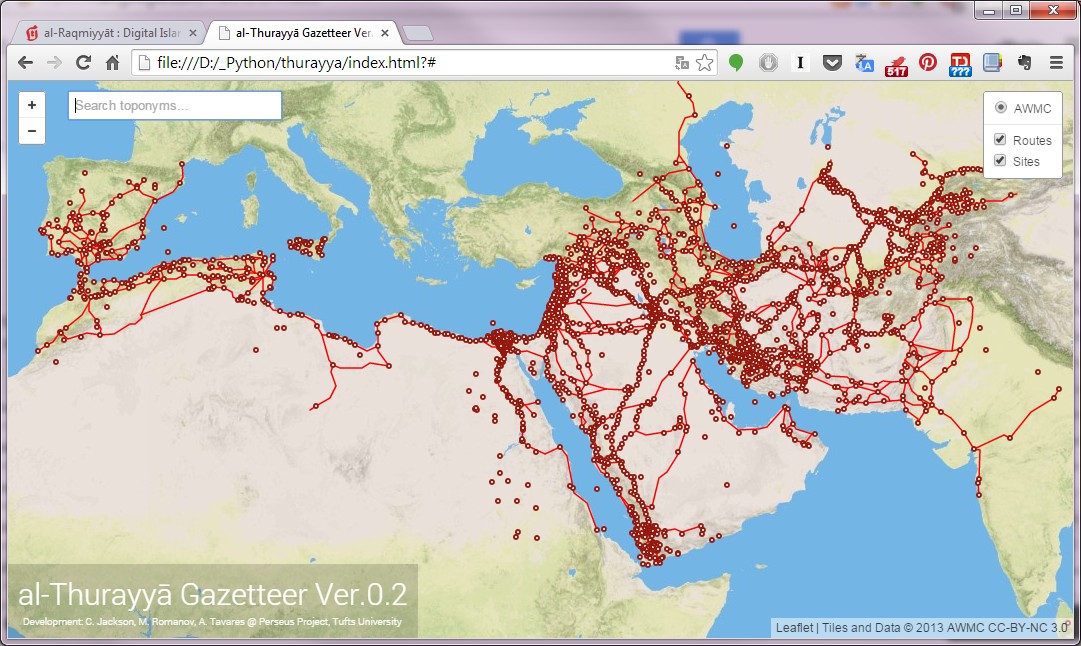 al-Raqmiyyāt : Digital Islar
al-Thurayyā Gazetteer Ver.
file:///D:/_Python/thurayya/index.html?#
I
517
???
+
Search toponyms...
−
AWMC
Routes
Sites
al-Thurayyā Gazetteer Ver.0.2
Development: C. Jackson, M. Romanov, A. Tavares @ Perseus Project, Tufts University
Leaflet | Tiles and Data © 2013 AWMC CC-BY-NC 3.0